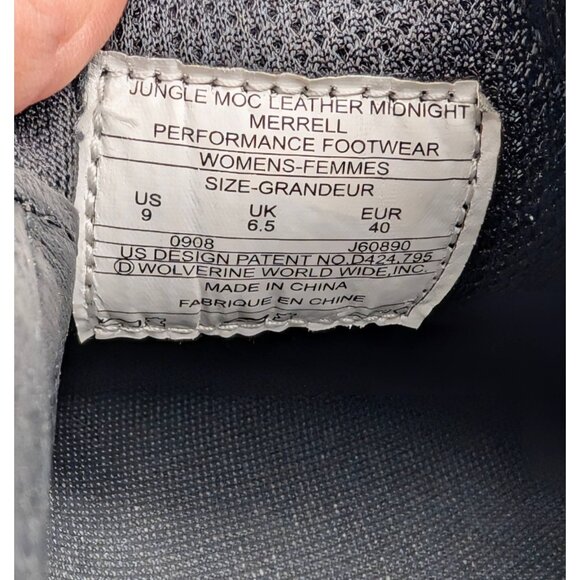 JUNGLE MOC LEATHER MIDNIGHT
MERRELL
PERFORMANCE FOOTWEAR
WOMENS-FEMMES
SIZE-GRANDEUR
US UK EUR
9 6.5 40
0908 J60890
US DESIGN PATENT NO.D424,795
Ⓓ WOLVERINE WORLD WIDE,INC.
MADE IN CHINA
FABRIQUE EN CHINE